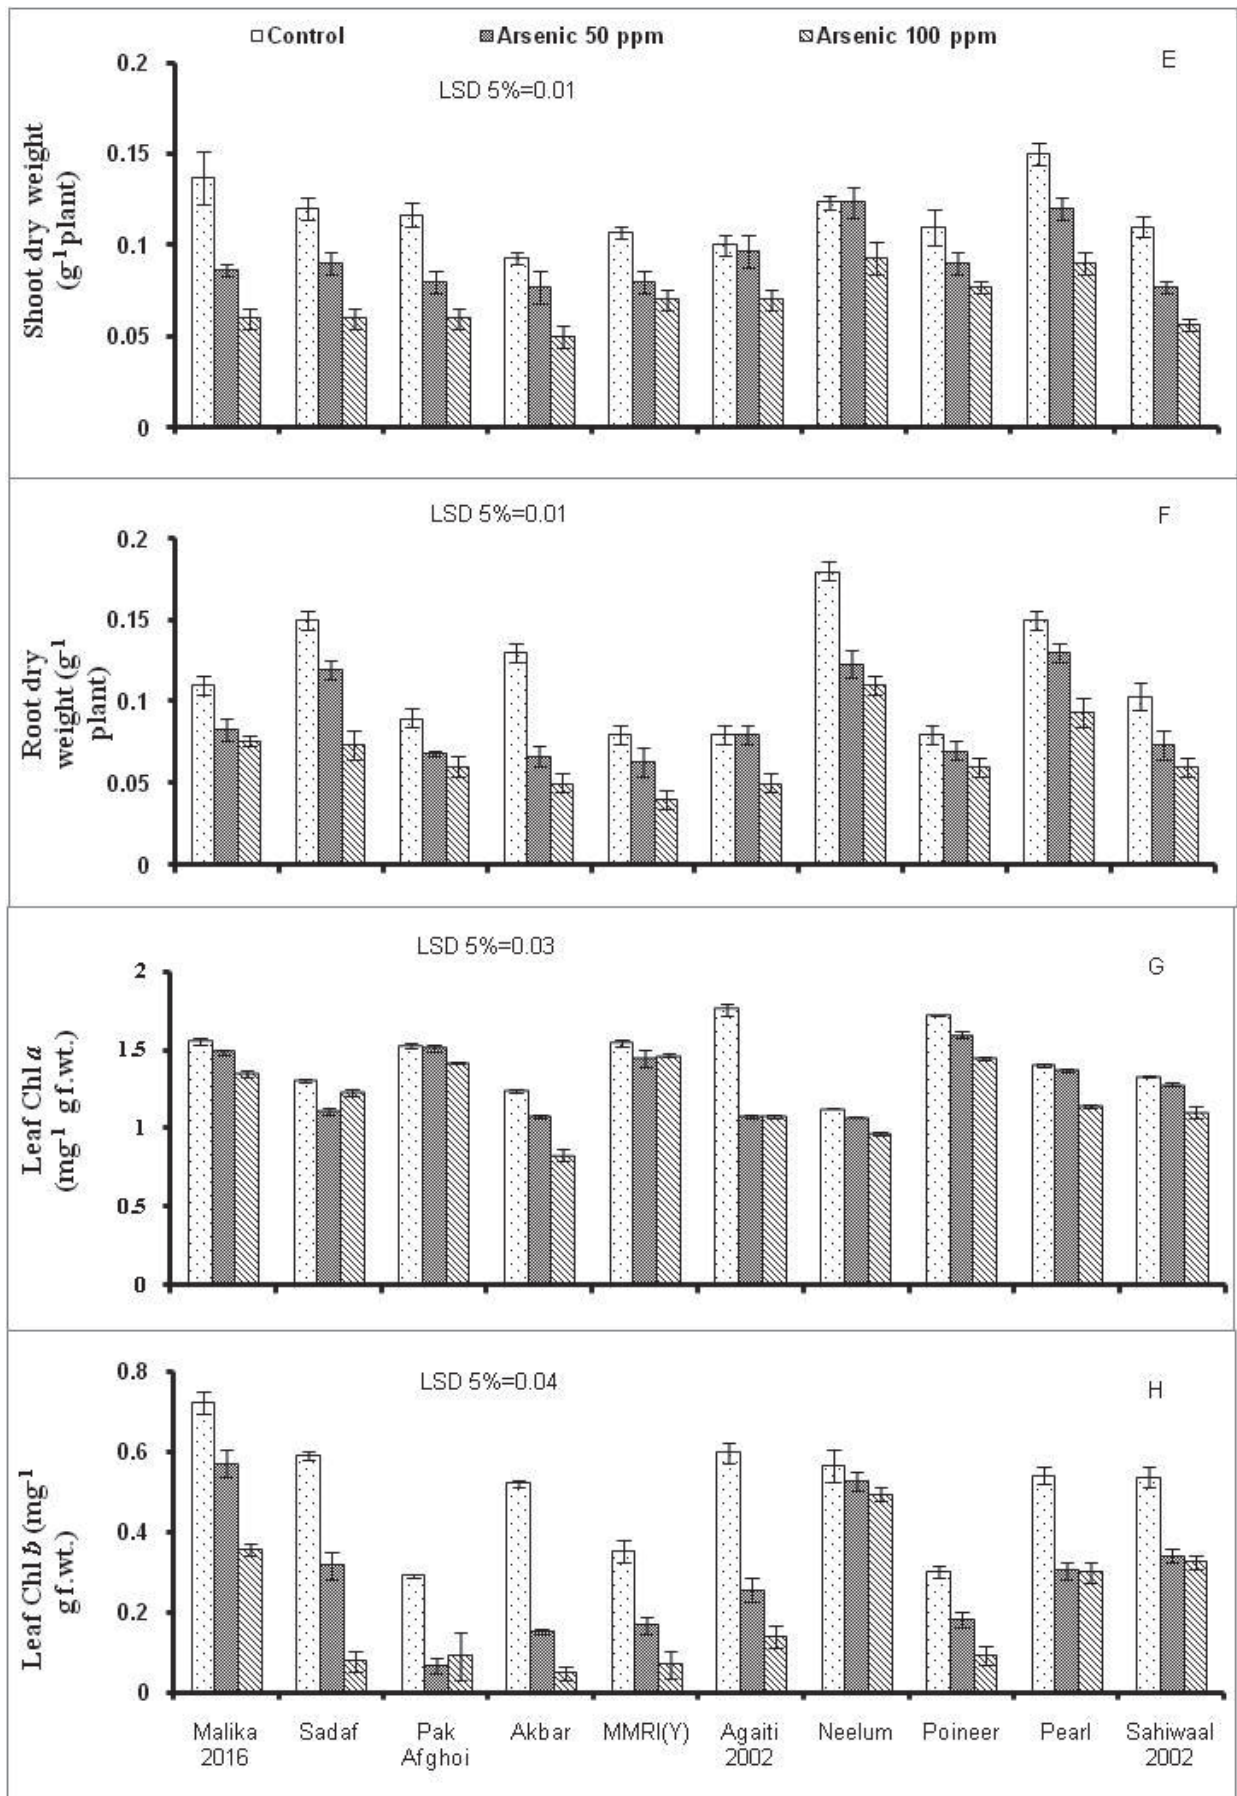 Control Arsenic 50 ppm Arsenic 100 ppm
E
LSD 5%=0.01
Shoot dry weight
(g-1plant)
0.2
0.15
0.1
0.05
0
F
LSD 5%=0.01
Root dry
weight (g-1
plant)
0.2
0.15
0.1
0.05
0
G
LSD 5%=0.03
Leaf Chl a
(mg-1 gf.wt.)
2
1.5
1
0.5
0
H
LSD 5%=0.04
Leaf Chl b (mg-1
gf.wt.)
0.8
0.6
0.4
0.2
0
Malika
2016
Sadaf
Pak
Afghoi
Akbar
MMRI(Y)
Agaiti
2002
Neelum
Poineer
Pearl
Sahiwaal
2002